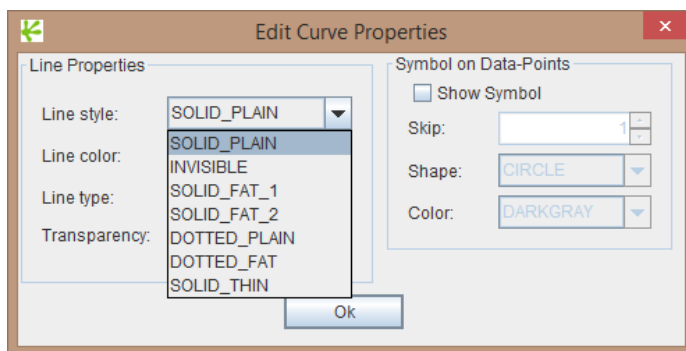 Edit Curve Properties
Line Properties
Line style:
SOLID_PLAIN
SOLID_PLAIN
INVISIBLE
SOLID_FAT_1
SOLID_FAT_2
DOTTED_PLAIN
DOTTED_FAT
SOLID_THIN
Line color:
Line type:
Transparency:
Symbol on Data-Points
Show Symbol
Skip:
1
Shape:
CIRCLE
Color:
DARKGRAY
Ok